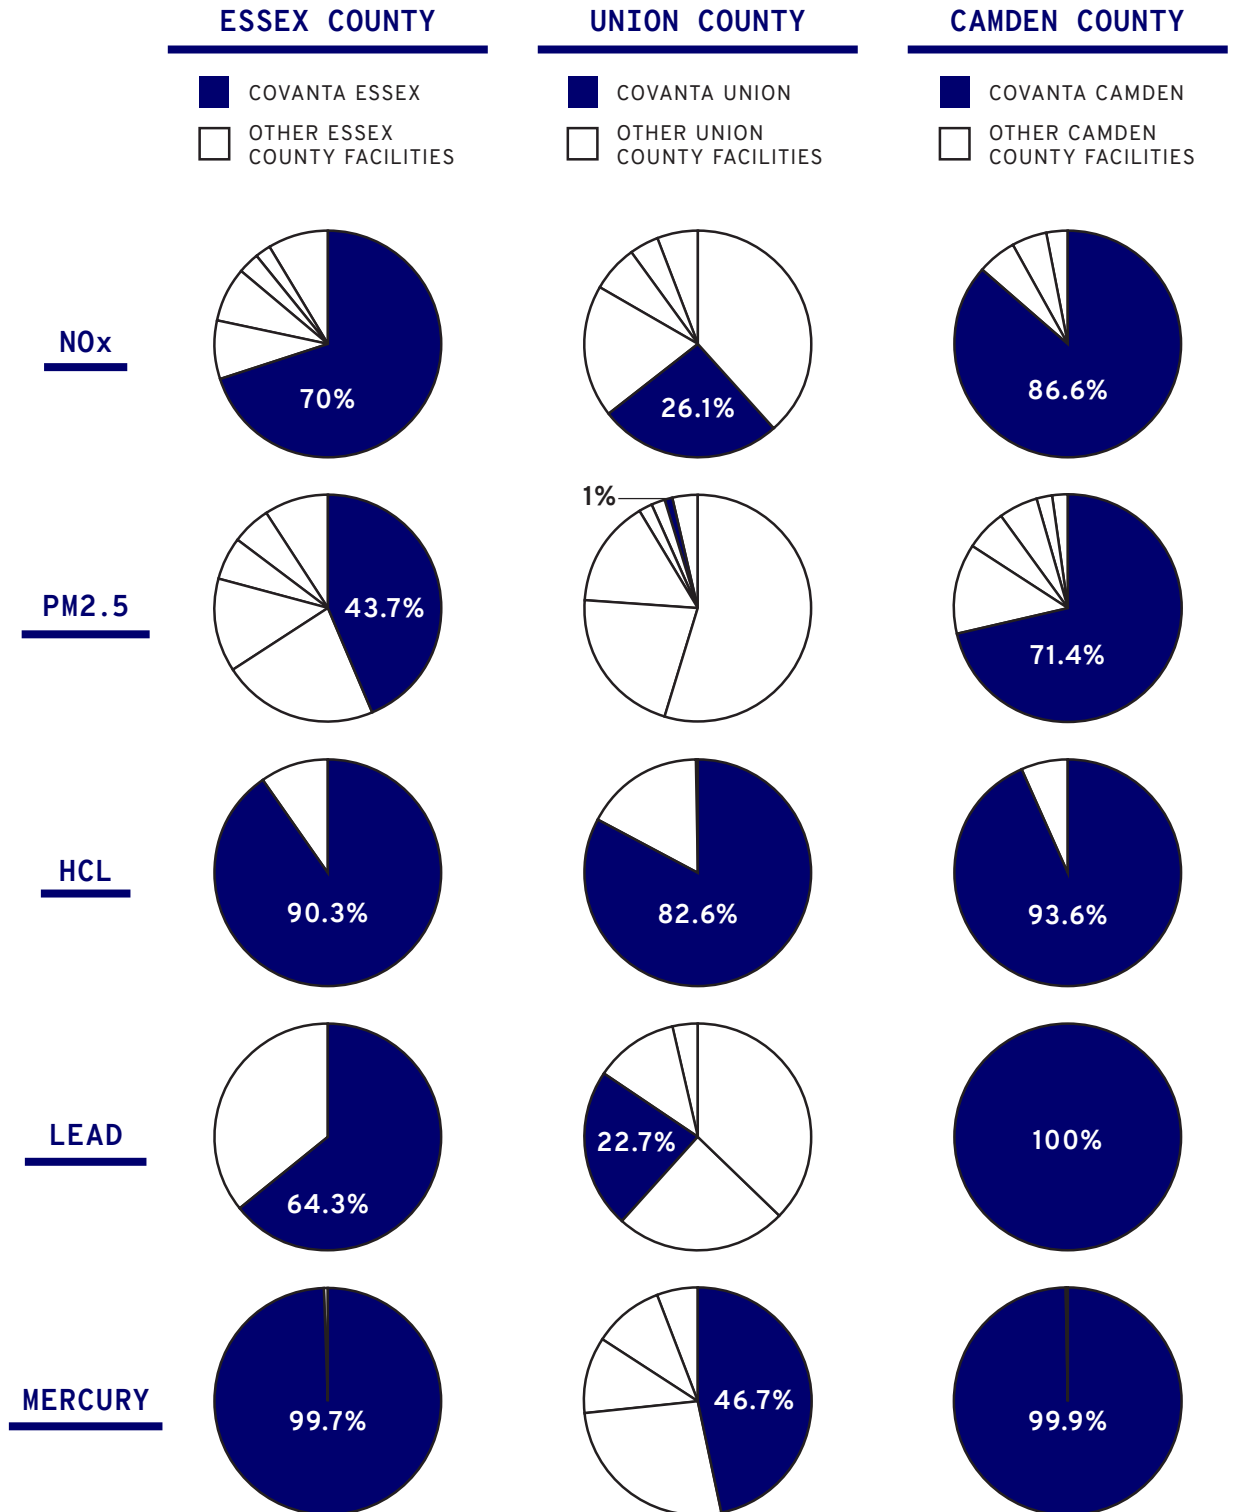 ESSEX COUNTY
UNION COUNTY
CAMDEN COUNTY
COVANTA ESSEX
OTHER ESSEX
COUNTY FACILITIES
COVANTA UNION
OTHER UNION
COUNTY FACILITIES
COVANTA CAMDEN
OTHER CAMDEN
COUNTY FACILITIES
NOx
70%
26.1%
86.6%
PM2.5
43.7%
1%
71.4%
HCL
90.3%
82.6%
93.6%
LEAD
64.3%
22.7%
100%
MERCURY
99.7%
46.7%
99.9%